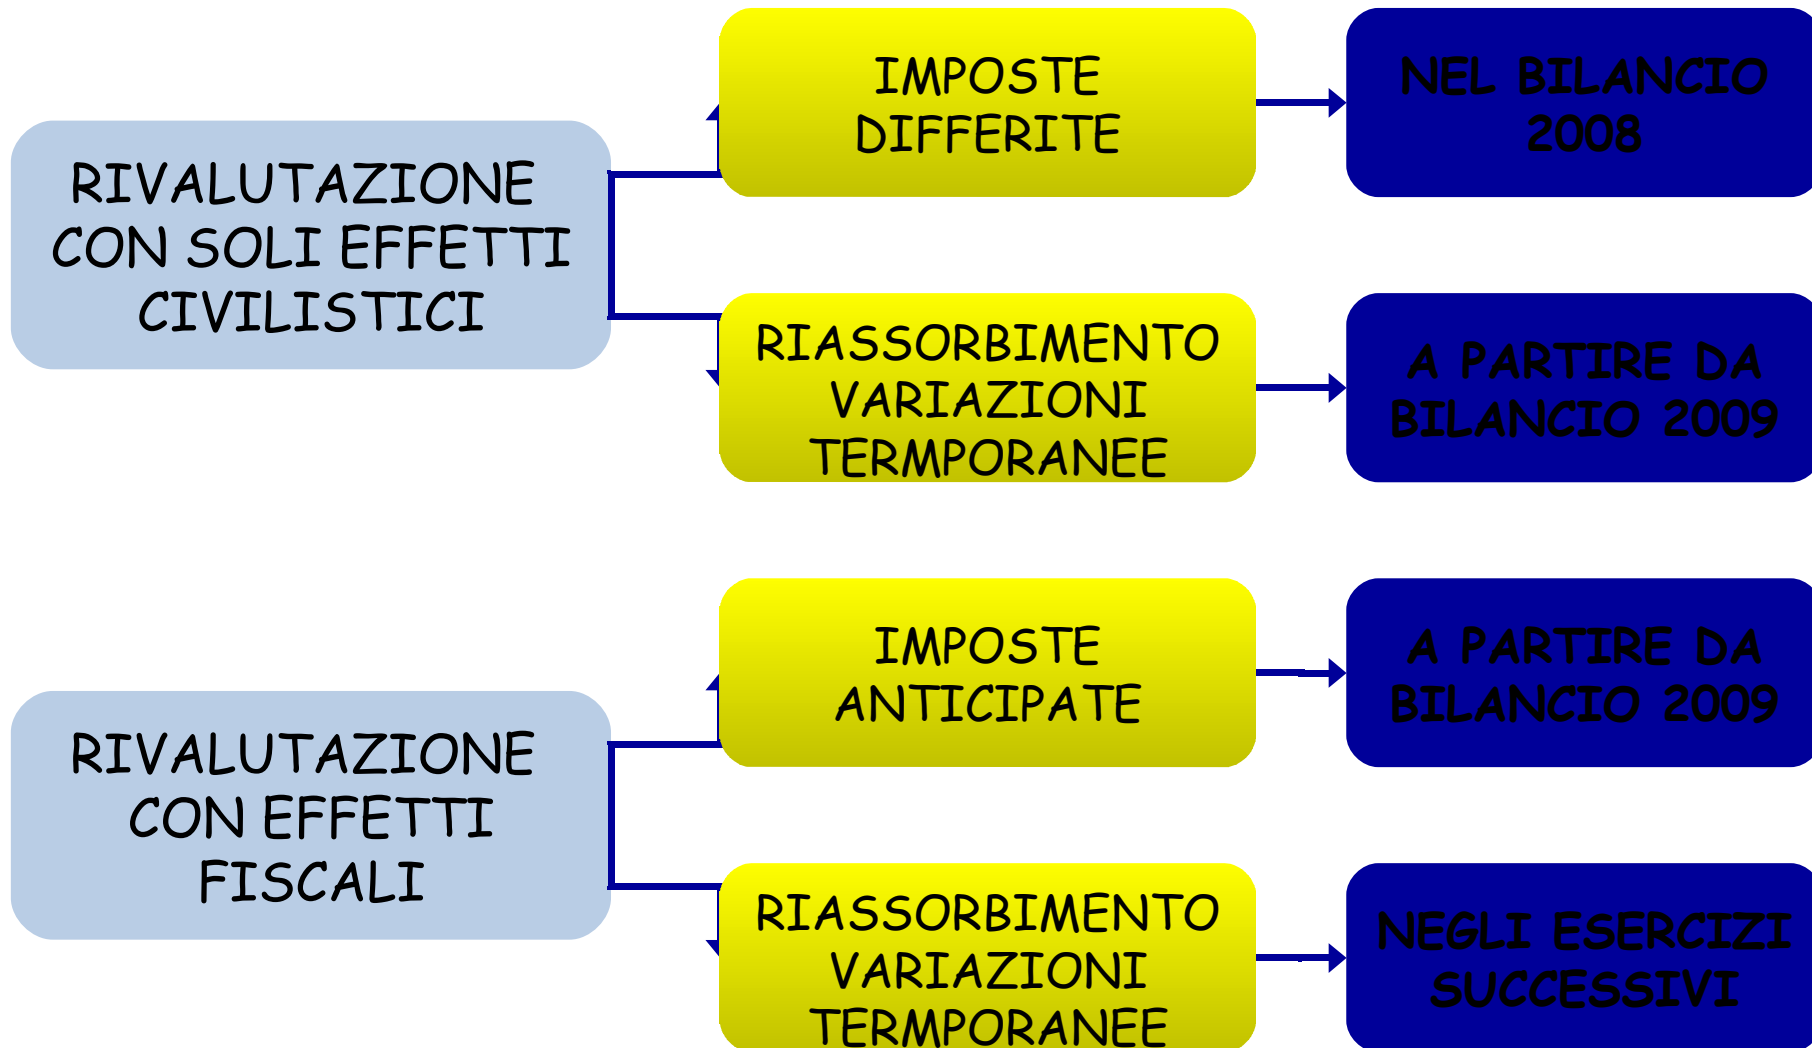 RIVALUTAZIONE
CON SOLI EFFETTI
CIVILISTICI
IMPOSTE
DIFFERITE
NEL BILANCIO
2008
RIASSORBIMENTO
VARIAZIONI
TERMPORANEE
A PARTIRE DA
BILANCIO 2009
RIVALUTAZIONE
CON EFFETTI
FISCALI
IMPOSTE
ANTICIPATE
A PARTIRE DA
BILANCIO 2009
RIASSORBIMENTO
VARIAZIONI
TERMPORANEE
NEGLI ESERCIZI
SUCCESSIVI